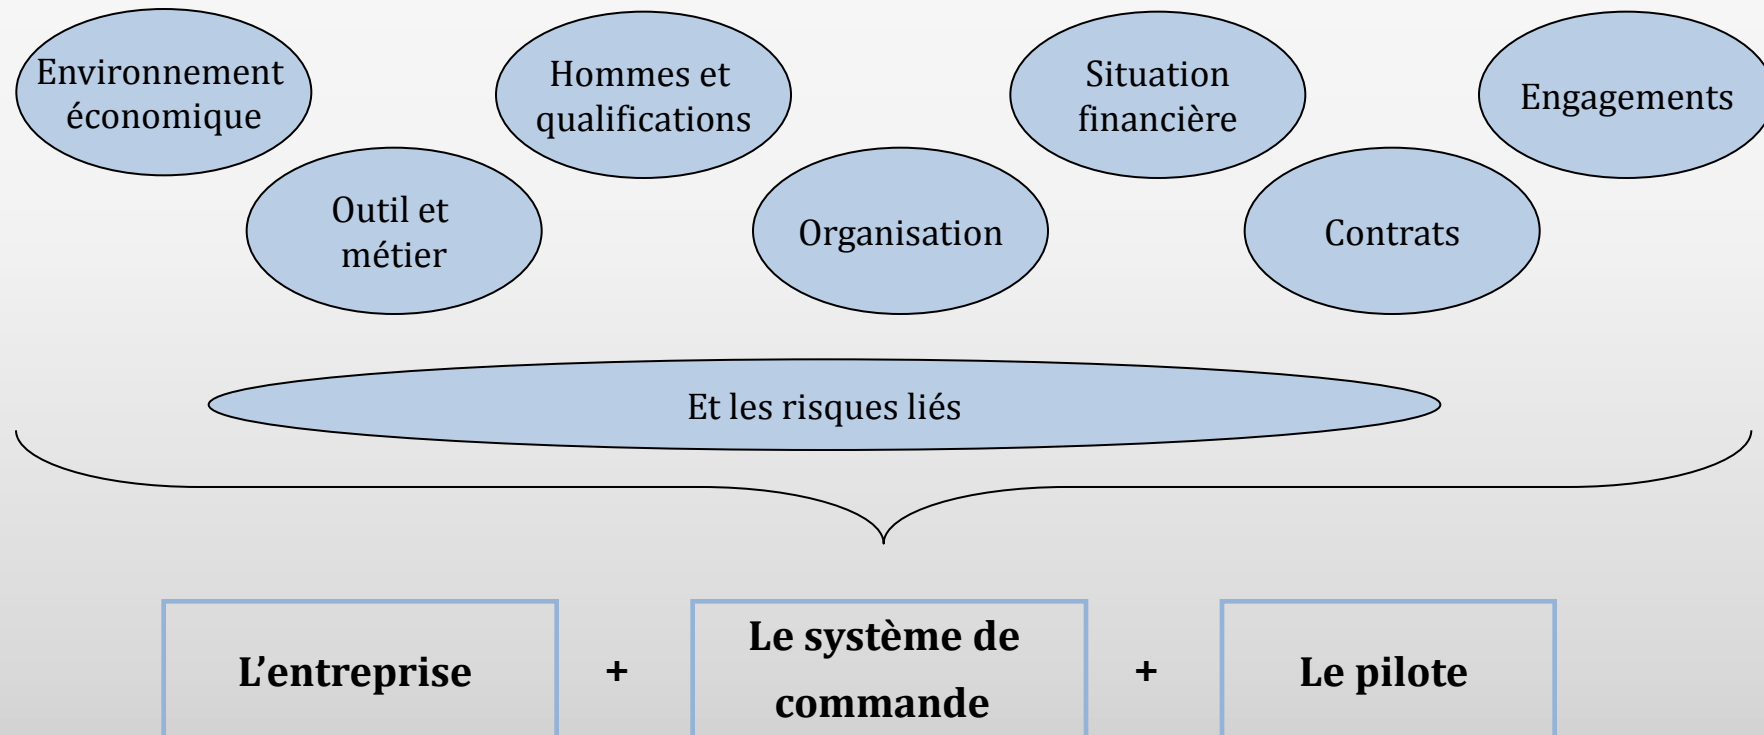 Environnement
économique
Hommes et
qualifications
Situation
financière
Engagements
Outil et
métier
Organisation
Contrats
Et les risques liés
L’entreprise
+
Le système de
commande
+
Le pilote